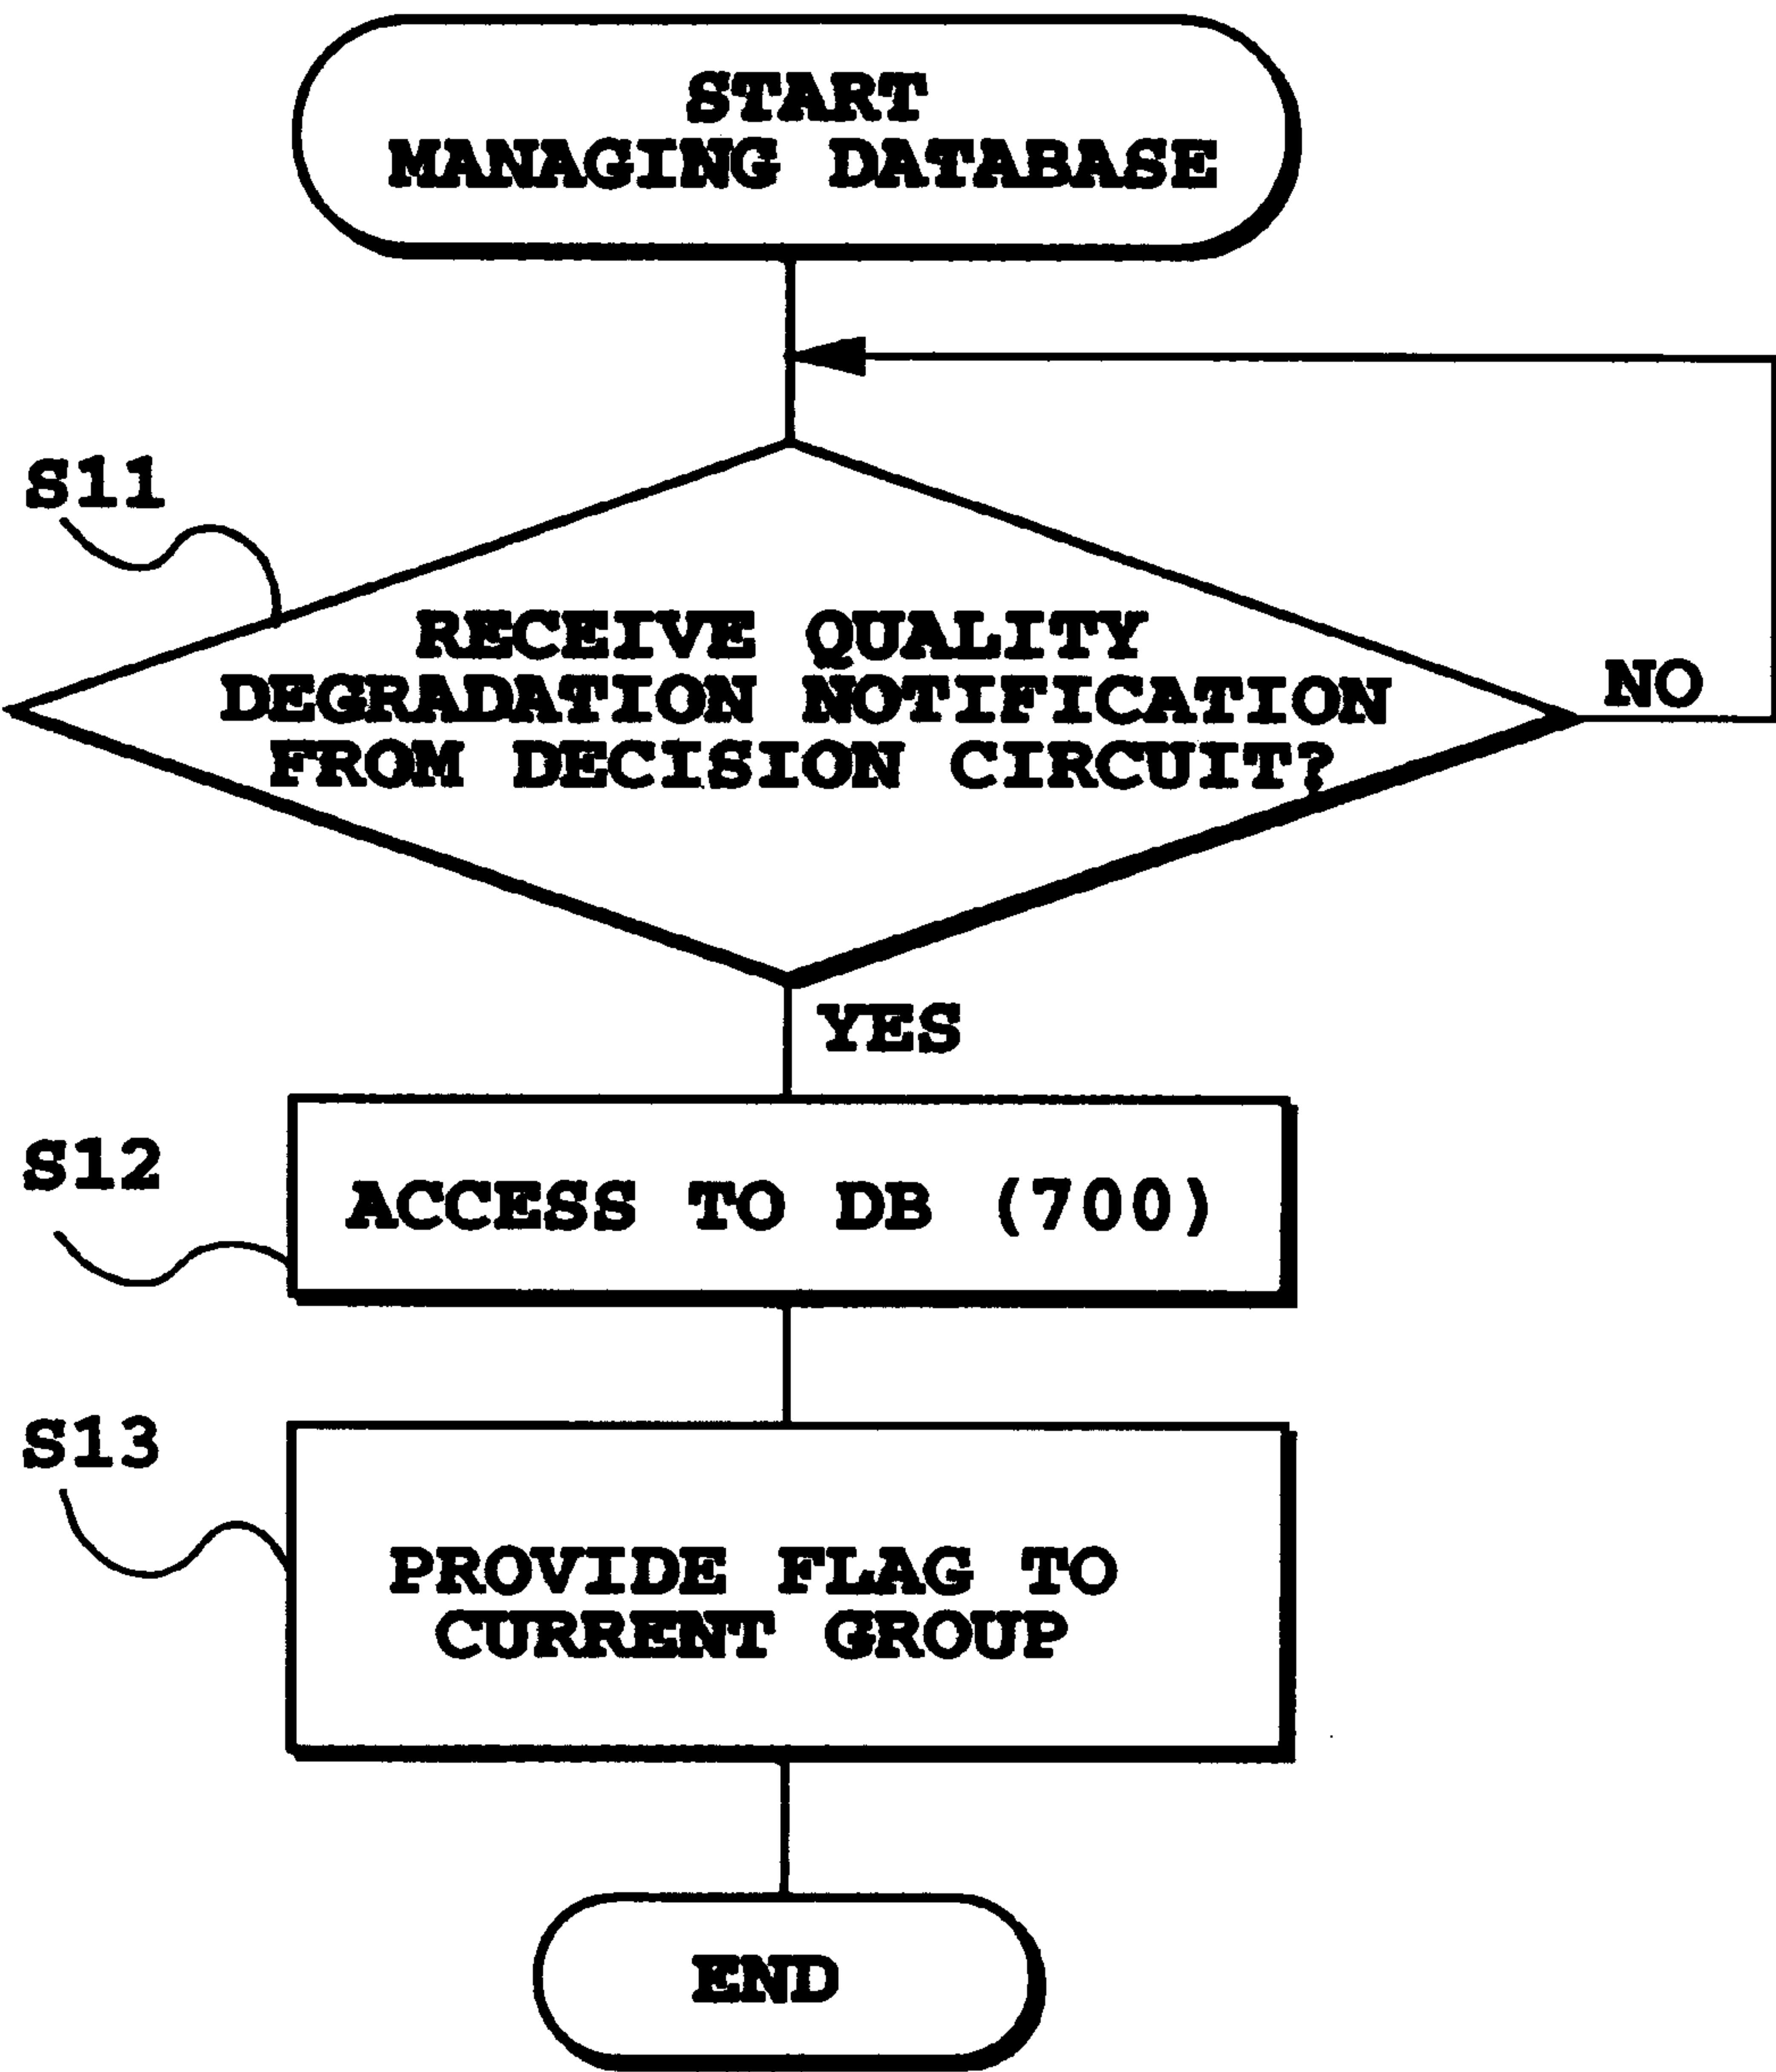 START
MANAGING DATABASE
S11
RECEIVE QUALITY
DEGRADATION NOTIFICATION
FROM DECISION CIRCUIT?
NO
YES
S12
ACCESS TO DB (700)
S13
PROVIDE FLAG TO
CURRENT GROUP
END